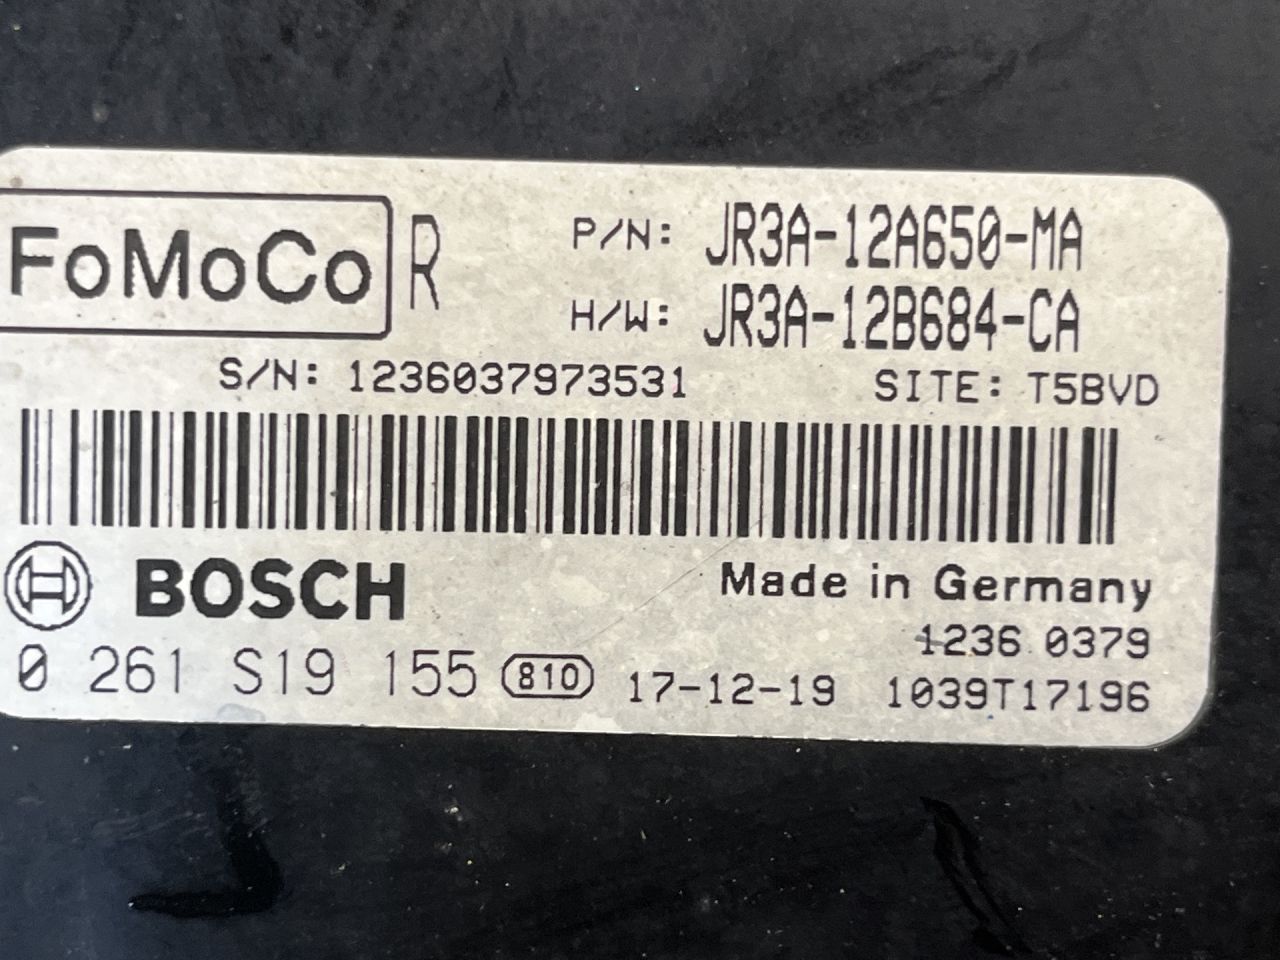 FoMoCo R P/N: JR3A-12A650-MA
H/W: JR3A-12B684-CA
S/N: 1236037973531 SITE: T5BVD
BOSCH Made in Germany
1236 0379
0 261 S19 155 810 17-12-19 1039T17196